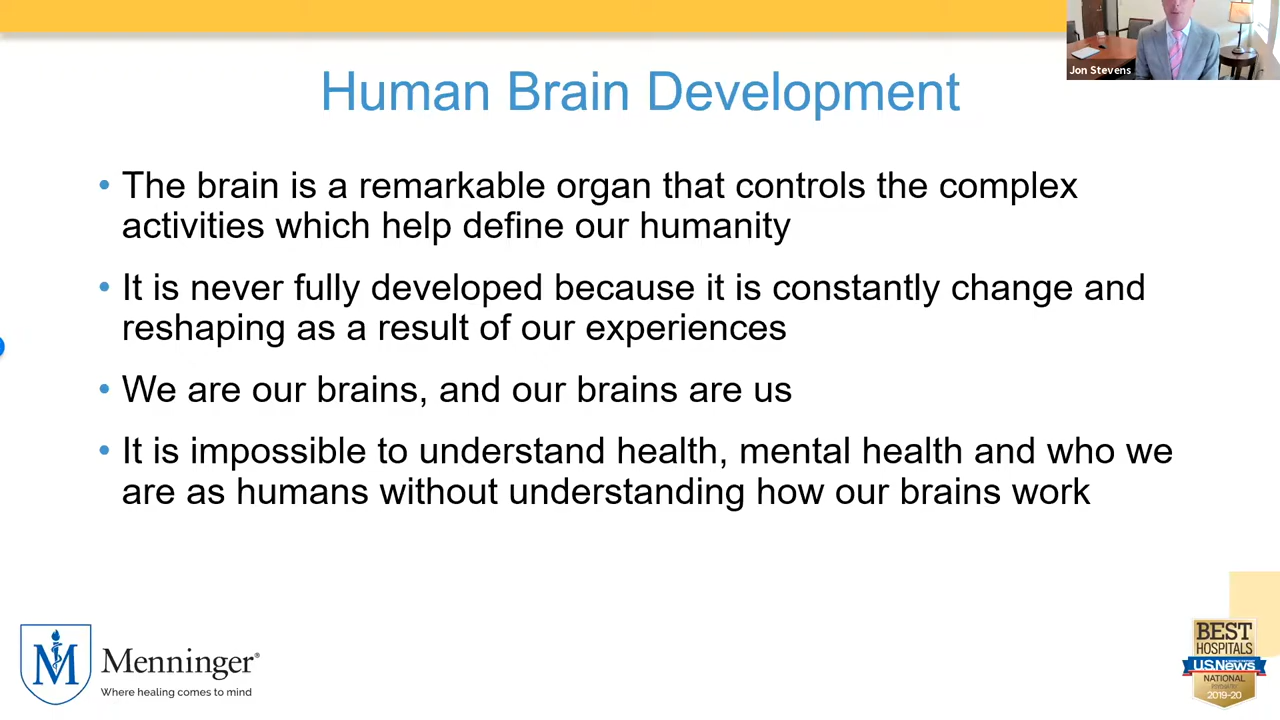 Jon Stevens
Human Brain Development
• The brain is a remarkable organ that controls the complex
activities which help define our humanity
• It is never fully developed because it is constantly change and
reshaping as a result of our experiences
• We are our brains, and our brains are us
• It is impossible to understand health, mental health and who we
are as humans without understanding how our brains work
M
Menninger®
Where healing comes to mind
BEST
HOSPITALS
U.S.News
NATIONAL
PSYCHIATRY
2019-20